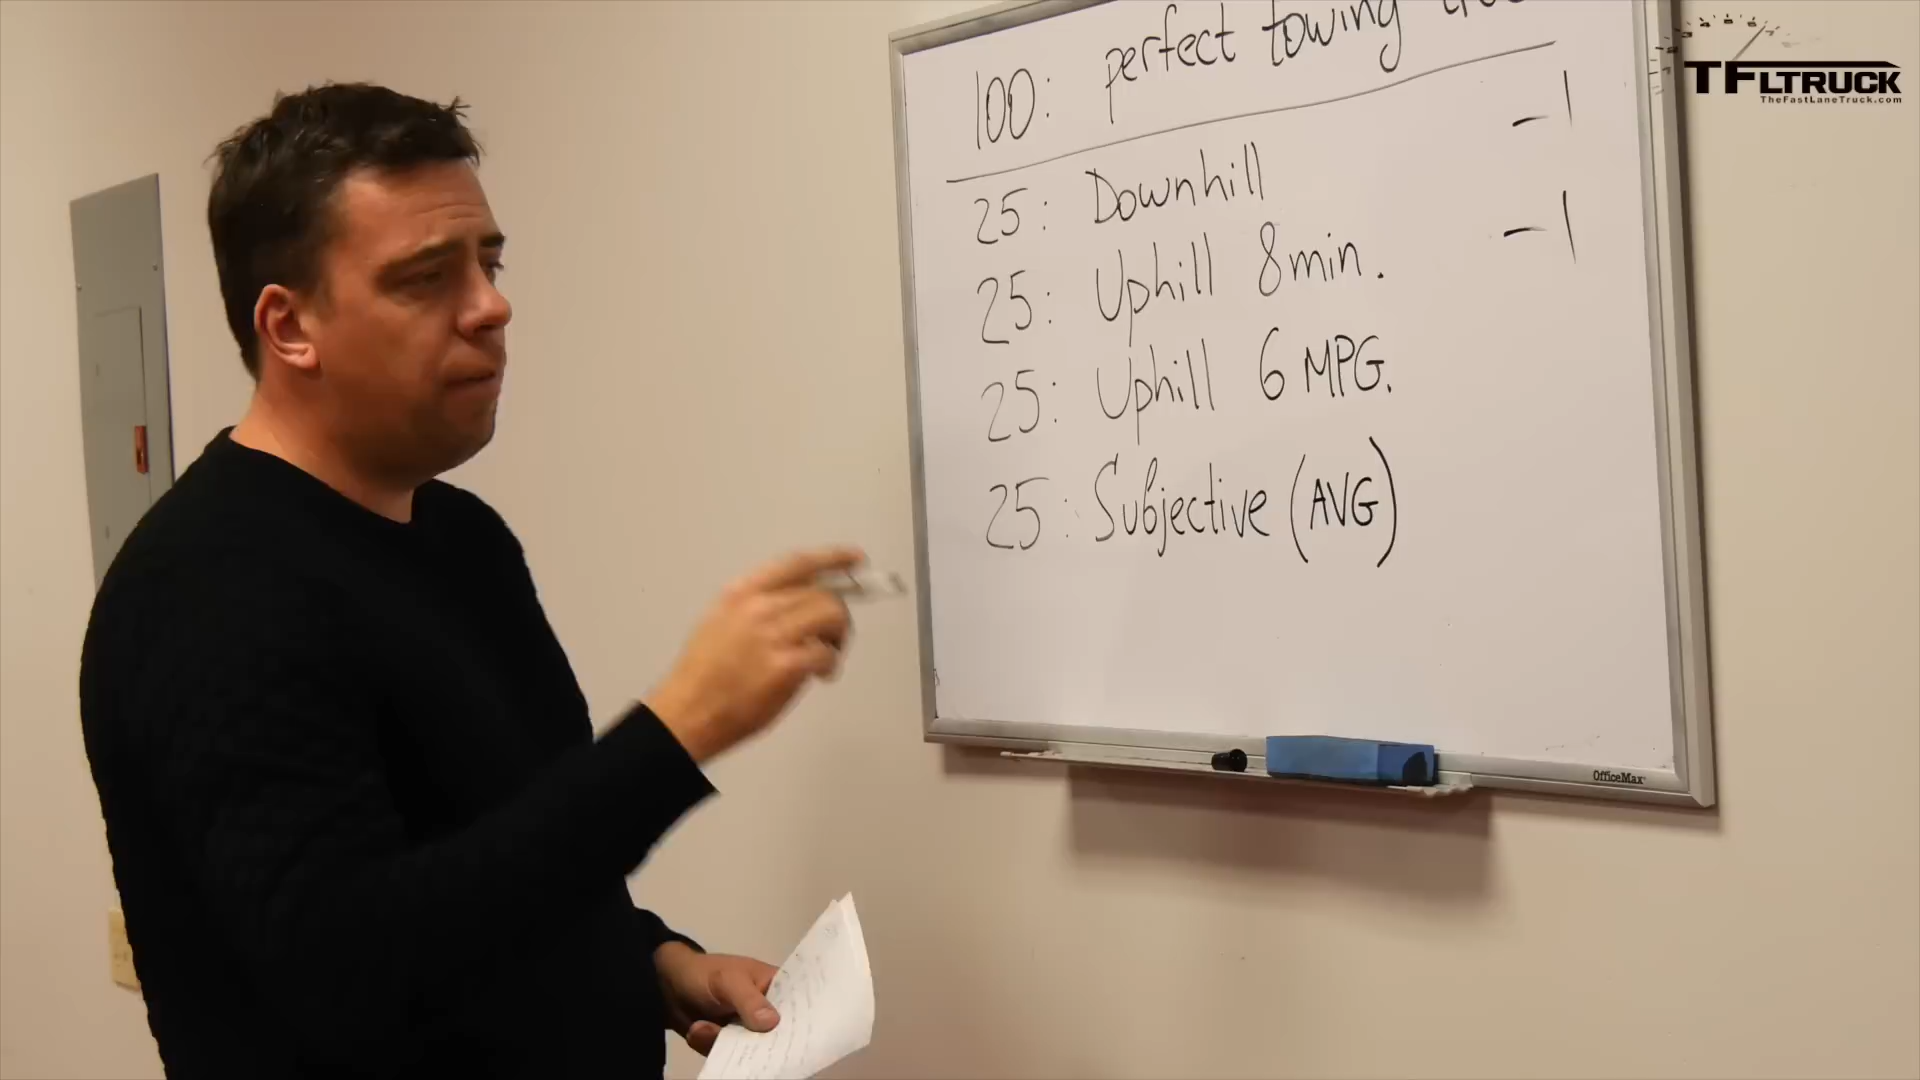 100: perfect towing
-1
25: Downhill
-1
25: Uphill 8min.
25: Uphill 6 MPG.
25: Subjective (AVG)
TFLTRUCK
TheFastLaneTruck.com
OfficeMax